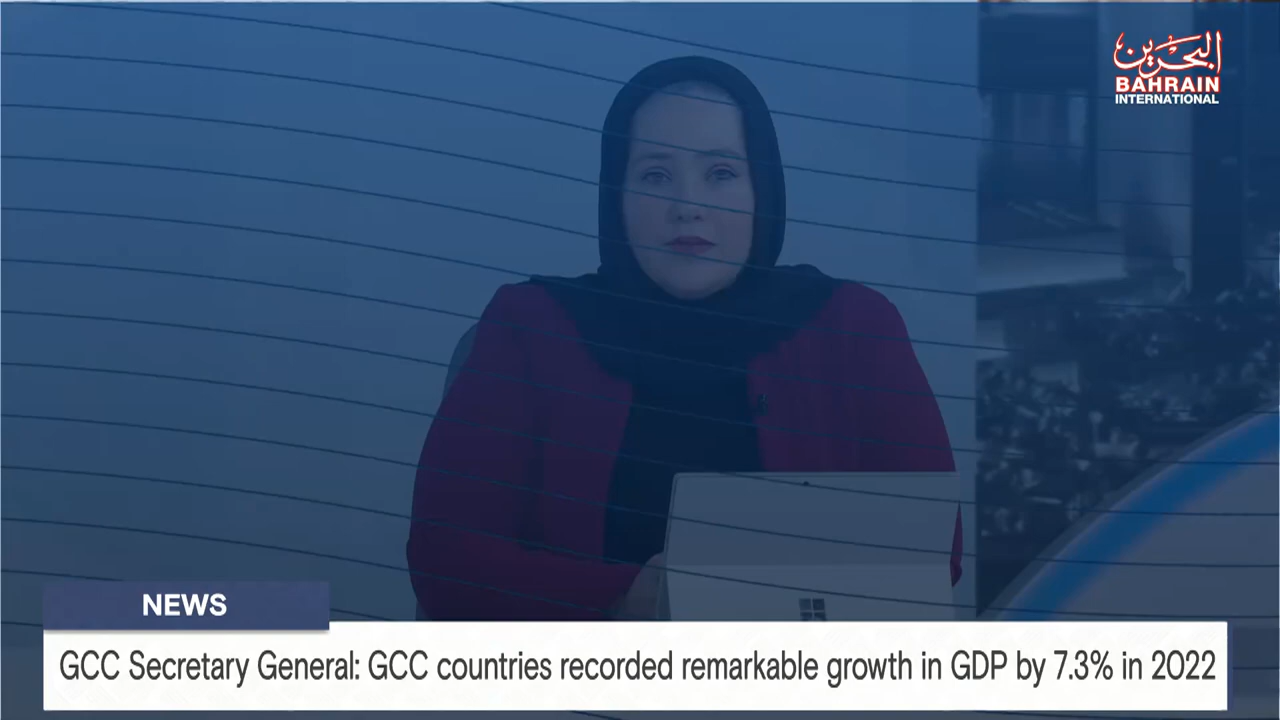 البحرين
BAHRAIN
INTERNATIONAL
NEWS
GCC Secretary General: GCC countries recorded remarkable growth in GDP by 7.3% in 2022